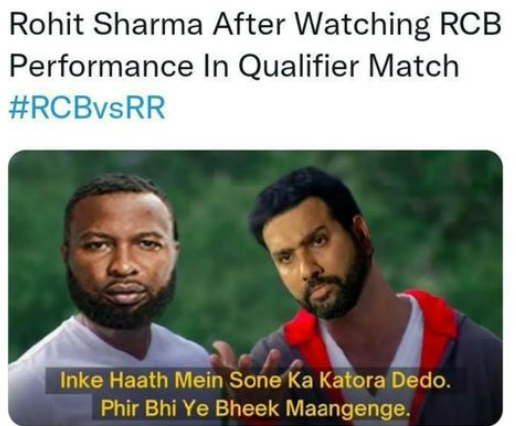 Rohit Sharma After Watching RCB
Performance In Qualifier Match
#RCBvsRR
Inke Haath Mein Sone Ka Katora Dedo.
Phir Bhi Ye Bheek Maangenge.